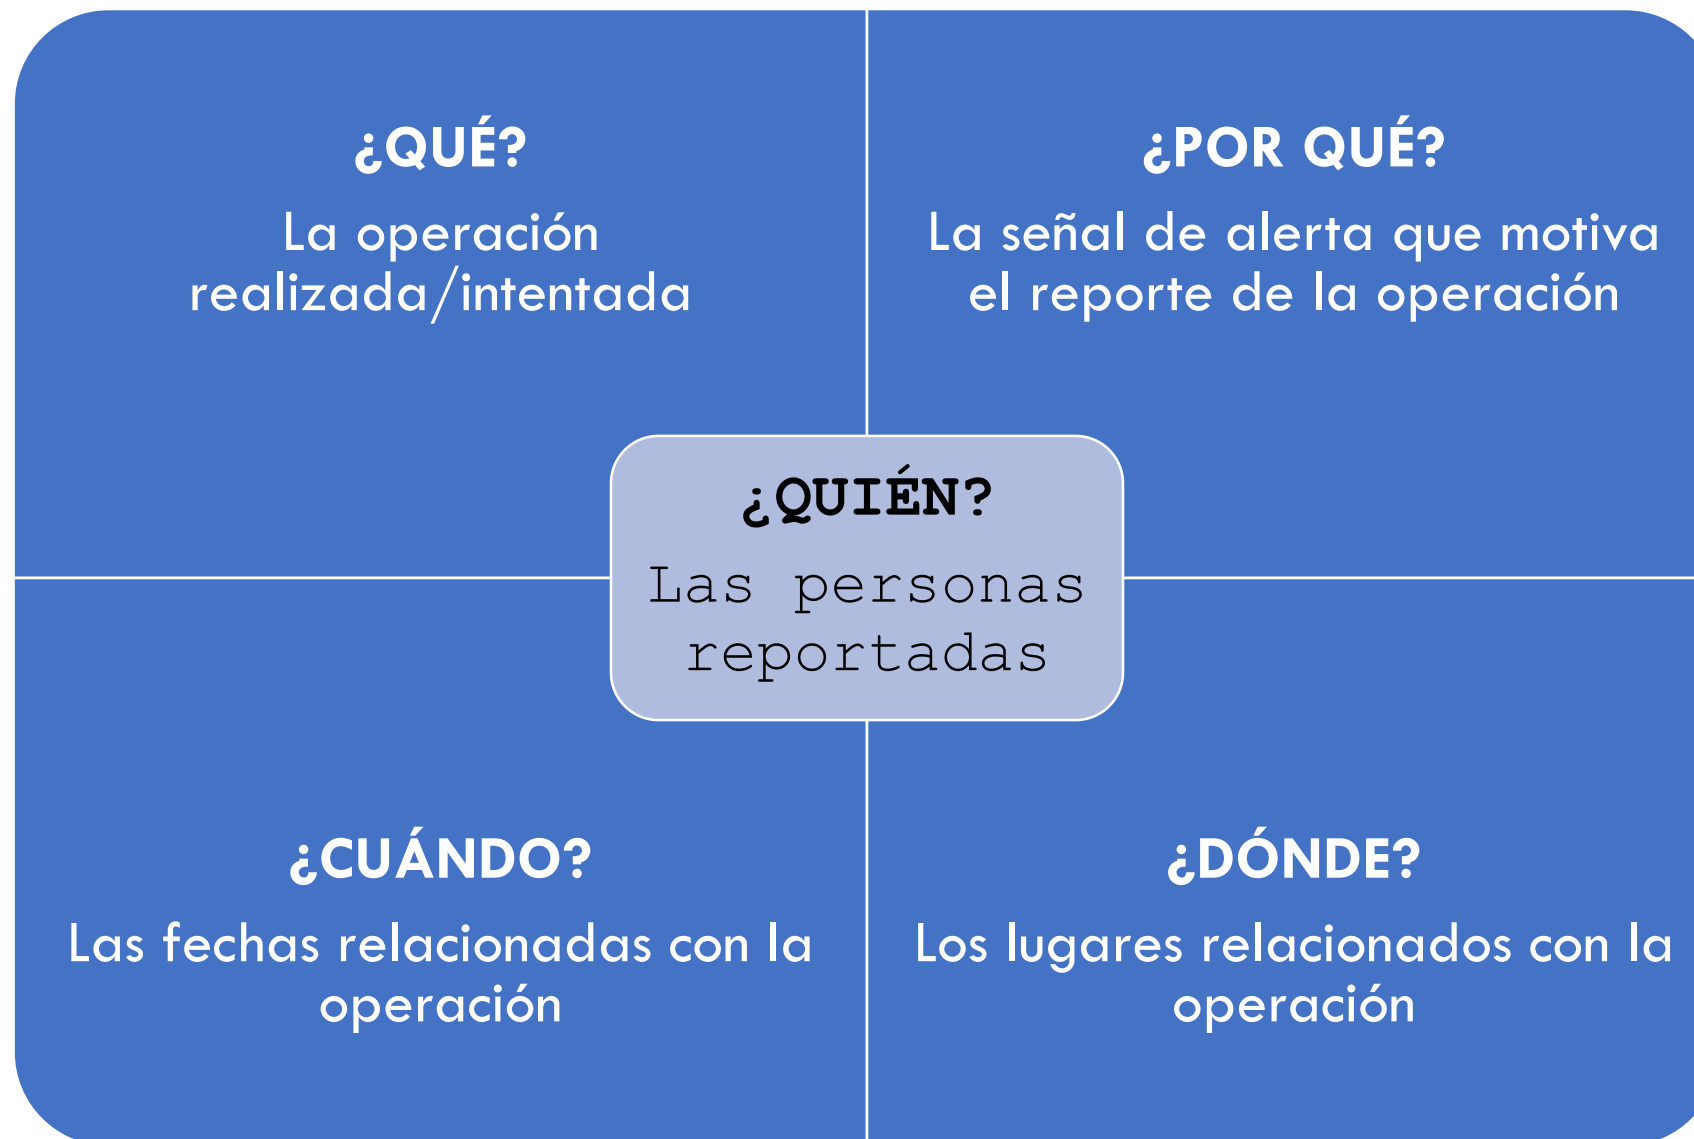 ¿QUÉ?
La operación
realizada/intentada
¿POR QUÉ?
La señal de alerta que motiva
el reporte de la operación
¿QUIÉN?
Las personas
reportadas
¿CUÁNDO?
Las fechas relacionadas con la
operación
¿DÓNDE?
Los lugares relacionados con la
operación